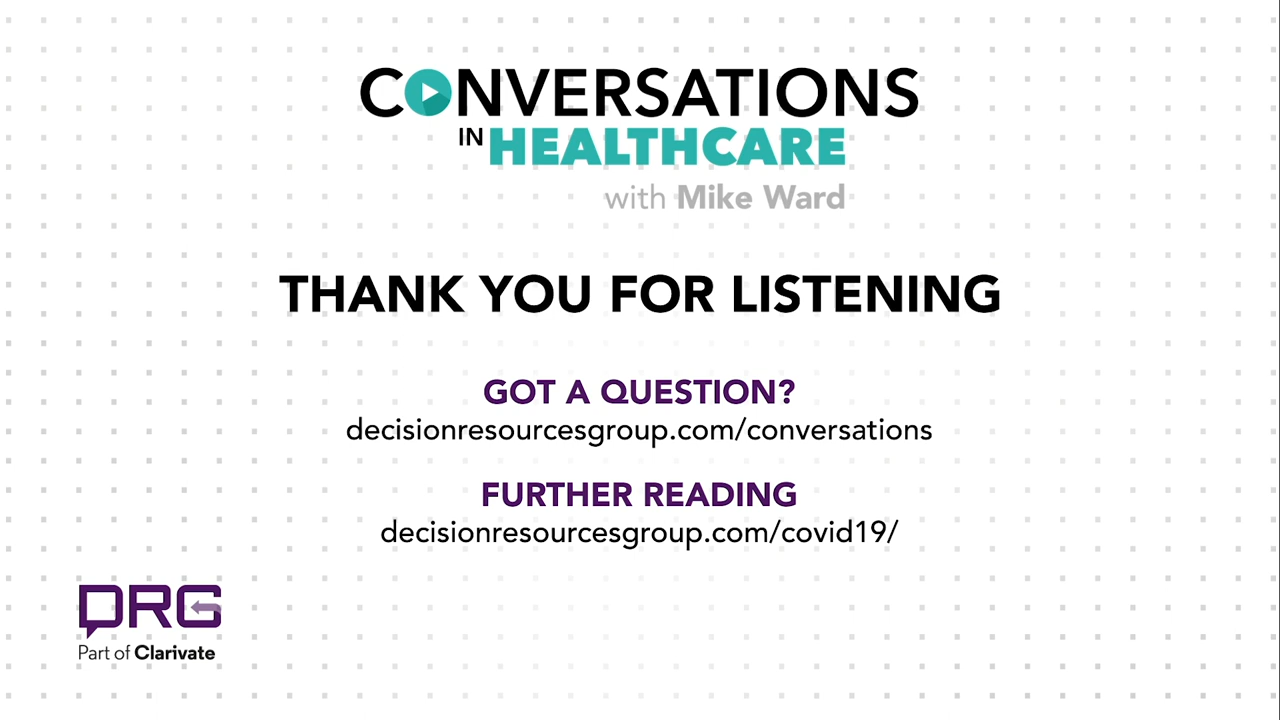 CONVERSATIONS
IN HEALTHCARE
with Mike Ward
THANK YOU FOR LISTENING
GOT A QUESTION?
decisionresourcesgroup.com/conversations
FURTHER READING
decisionresourcesgroup.com/covid19/
DRG
Part of Clarivate